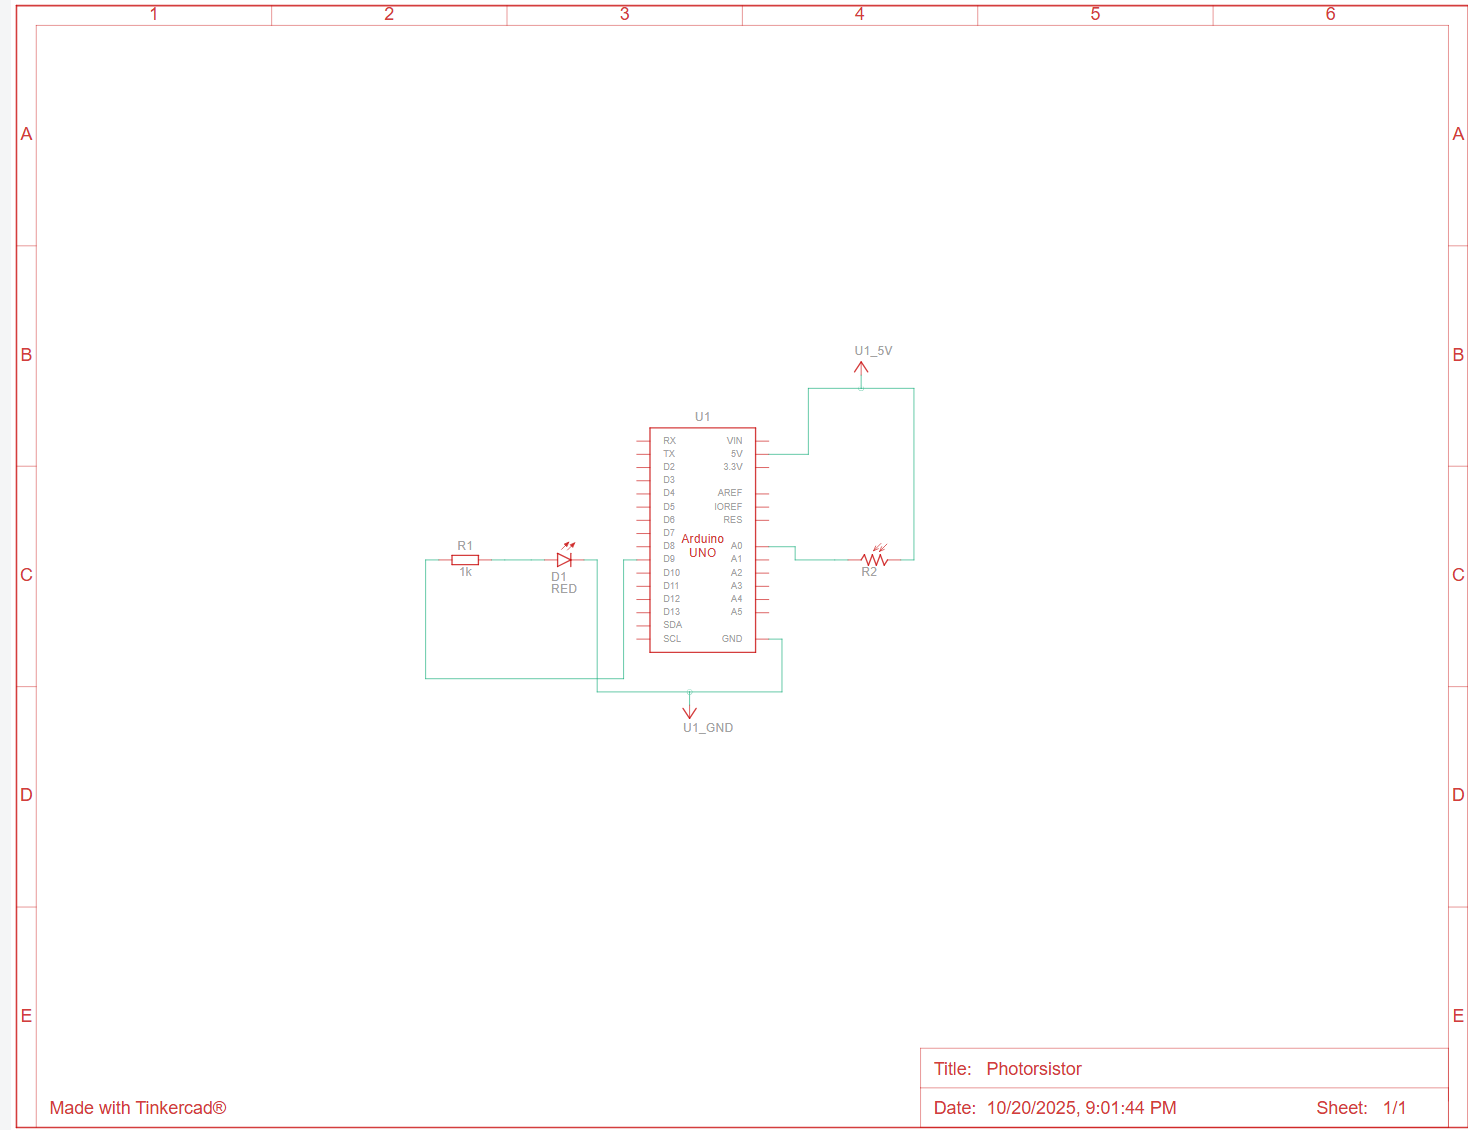 1 2 3 4 5 6
A A
B B
U1_5V
U1
RX VIN
TX 5V
D2 3.3V
D3
D4 AREF
D5 IOREF
D6 RES
D7
Arduino
D8 A0
R1
UNO
D9 A1
1k
R2
D10 A2
C C
D1
D11 A3
RED
D12 A4
D13 A5
SDA
SCL GND
U1_GND
D D
E E
Title: Photorsistor
Made with Tinkercad®
Date: 10/20/2025, 9:01:44 PM Sheet: 1/1